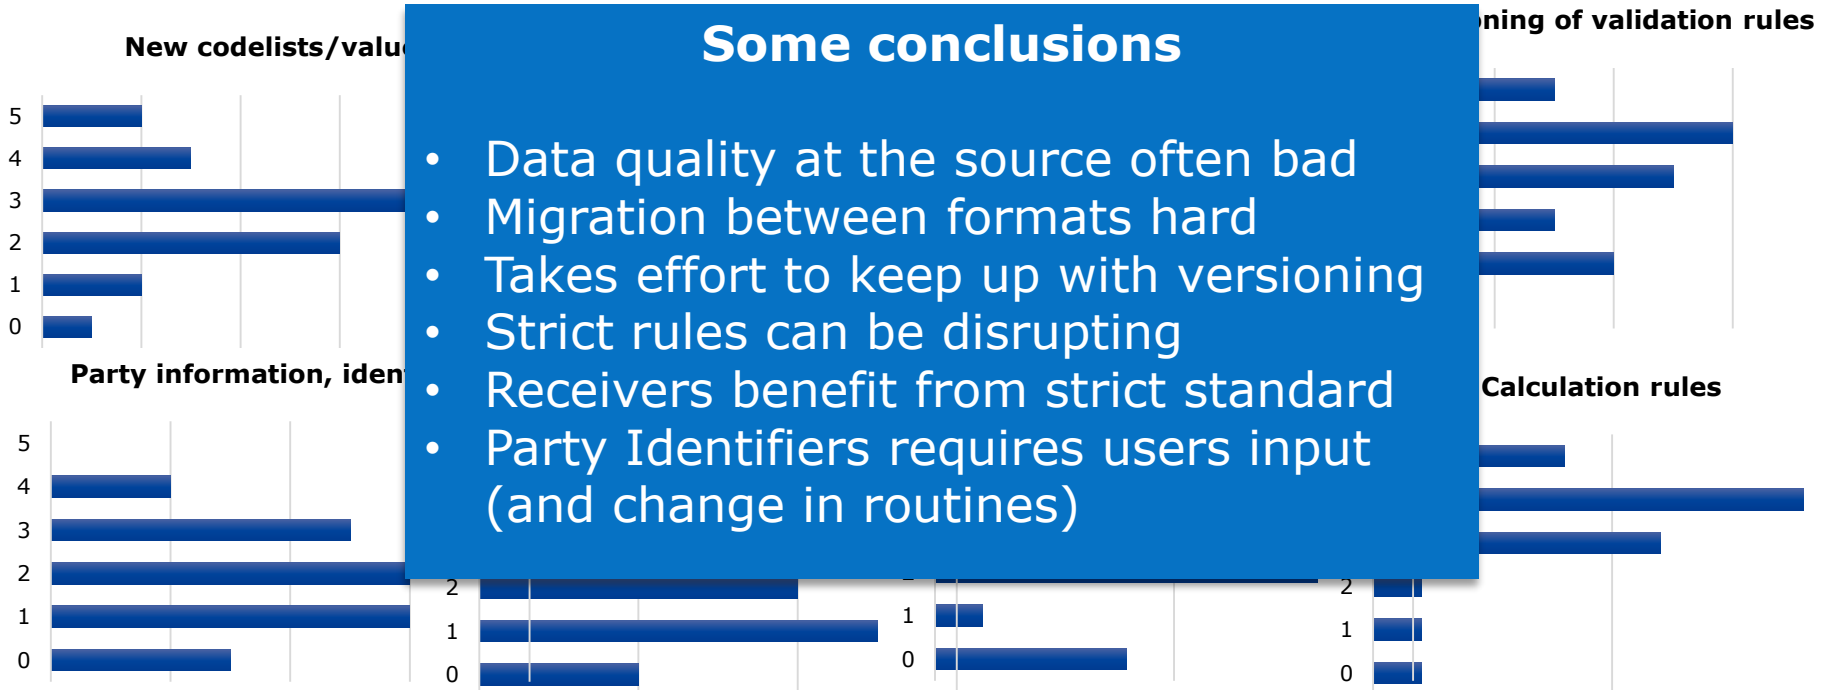 New codelists/valu
5
4
3
2
1
0
Party information, iden
5
4
3
2
1
0
Some conclusions
• Data quality at the source often bad
• Migration between formats hard
• Takes effort to keep up with versioning
• Strict rules can be disrupting
• Receivers benefit from strict standard
• Party Identifiers requires users input
(and change in routines)
2
1
0
1
0
ning of validation rules
Calculation rules
2
1
0